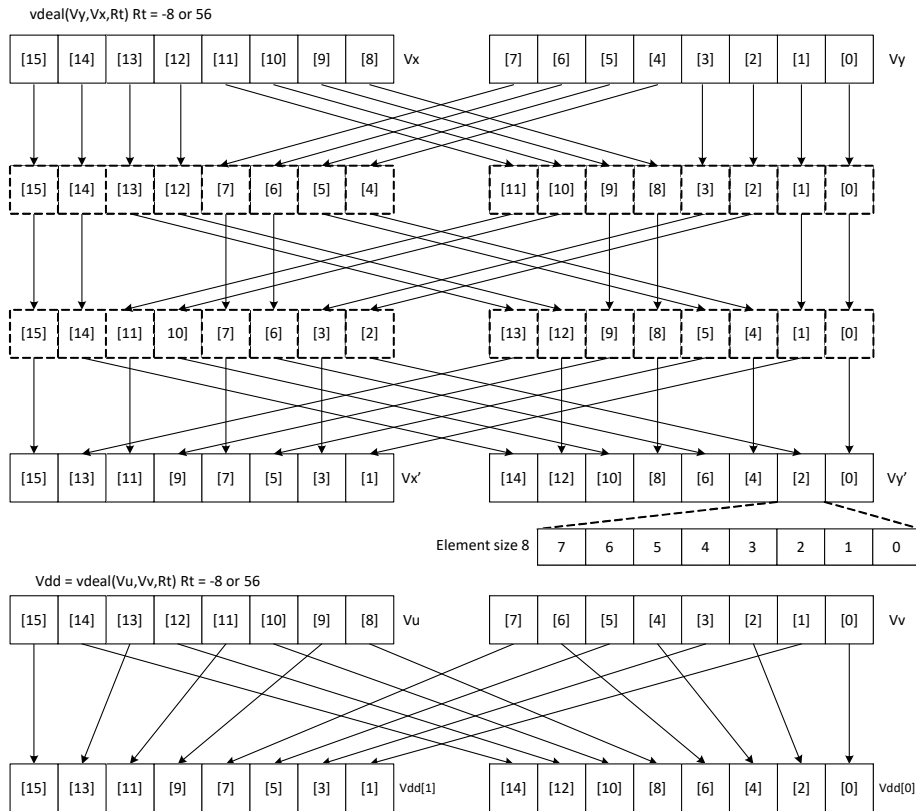 vdeal(Vy,Vx,Rt) Rt = -8 or 56
[15] [14] [13] [12] [11] [10] [9] [8] Vx [7] [6] [5] [4] [3] [2] [1] [0] Vy
[15] [14] [13] [12] [7] [6] [5] [4] [11] [10] [9] [8] [3] [2] [1] [0]
[15] [14] [11] 10] [7] [6] [3] [2] [13] [12] [9] [8] [5] [4] [1] [0]
[15] [13] [11] [9] [7] [5] [3] [1] Vx’ [14] [12] [10] [8] [6] [4] [2] [0] Vy’
Element size 8 7 6 5 4 3 2 1 0
Vdd = vdeal(Vu,Vv,Rt) Rt = -8 or 56
[15] [14] [13] [12] [11] [10] [9] [8] Vu [7] [6] [5] [4] [3] [2] [1] [0] Vv
[15] [13] [11] [9] [7] [5] [3] [1] Vdd[1] [14] [12] [10] [8] [6] [4] [2] [0] Vdd[0]